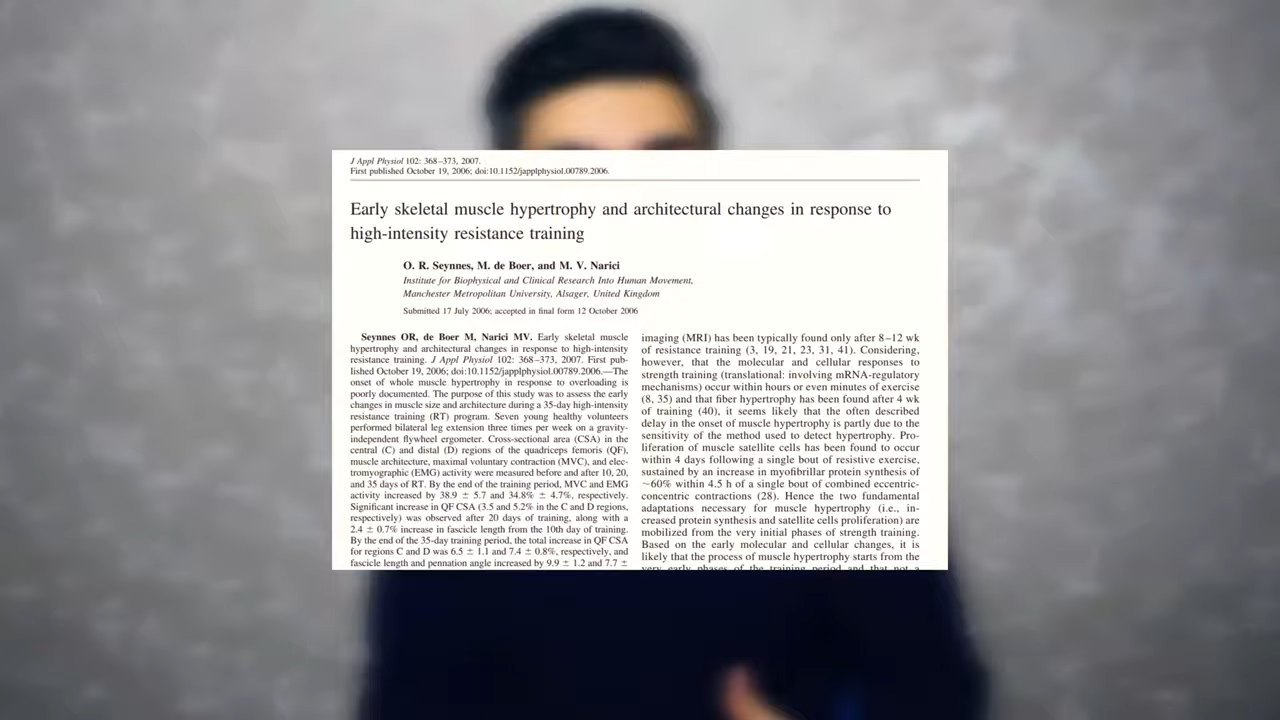 J Appl Physiol 102: 368–373, 2007.
First published October 19, 2006; doi:10.1152/japplphysiol.00789.2006.
Early skeletal muscle hypertrophy and architectural changes in response to
high-intensity resistance training
O. R. Seynnes, M. de Boer, and M. V. Narici
Institute for Biophysical and Clinical Research Into Human Movement,
Manchester Metropolitan University, Alsager, United Kingdom
Submitted 17 July 2006; accepted in final form 12 October 2006
Seynnes OR, de Boer M, Narici MV. Early skeletal muscle
hypertrophy and architectural changes in response to high-intensity
resistance training. J Appl Physiol 102: 368–373, 2007. First pub-
lished October 19, 2006; doi:10.1152/japplphysiol.00789.2006.—The
onset of whole muscle hypertrophy in response to overloading is
poorly documented. The purpose of this study was to assess the early
changes in muscle size and architecture during a 35-day high-intensity
resistance training (RT) program. Seven young healthy volunteers
performed bilateral leg extension three times per week on a gravity-
independent flywheel ergometer. Cross-sectional area (CSA) in the
central (C) and distal (D) regions of the quadriceps femoris (QF),
muscle architecture, maximal voluntary contraction (MVC), and elec-
tromyographic (EMG) activity were measured before and after 10, 20,
and 35 days of RT. By the end of the training period, MVC and EMG
activity increased by 38.9 ± 5.7 and 34.8% ± 4.7%, respectively.
Significant increase in QF CSA (3.5 and 5.2% in the C and D regions,
respectively) was observed after 20 days of training, along with a
2.4 ± 0.7% increase in fascicle length from the 10th day of training.
By the end of the 35-day training period, the total increase in QF CSA
for regions C and D was 6.5 ± 1.1 and 7.4 ± 0.8%, respectively, and
fascicle length and pennation angle increased by 9.9 ± 1.2 and 7.7 ±
imaging (MRI) has been typically found only after 8–12 wk
of resistance training (3, 19, 21, 23, 31, 41). Considering,
however, that the molecular and cellular responses to
strength training (translational: involving mRNA-regulatory
mechanisms) occur within hours or even minutes of exercise
(8, 35) and that fiber hypertrophy has been found after 4 wk
of training (40), it seems likely that the often described
delay in the onset of muscle hypertrophy is partly due to the
sensitivity of the method used to detect hypertrophy. Pro-
liferation of muscle satellite cells has been found to occur
within 4 days following a single bout of resistive exercise,
sustained by an increase in myofibrillar protein synthesis of
~60% within 4.5 h of a single bout of combined eccentric-
concentric contractions (28). Hence the two fundamental
adaptations necessary for muscle hypertrophy (i.e., in-
creased protein synthesis and satellite cells proliferation) are
mobilized from the very initial phases of strength training.
Based on the early molecular and cellular changes, it is
likely that the process of muscle hypertrophy starts from the
very early phases of the training period and that not a